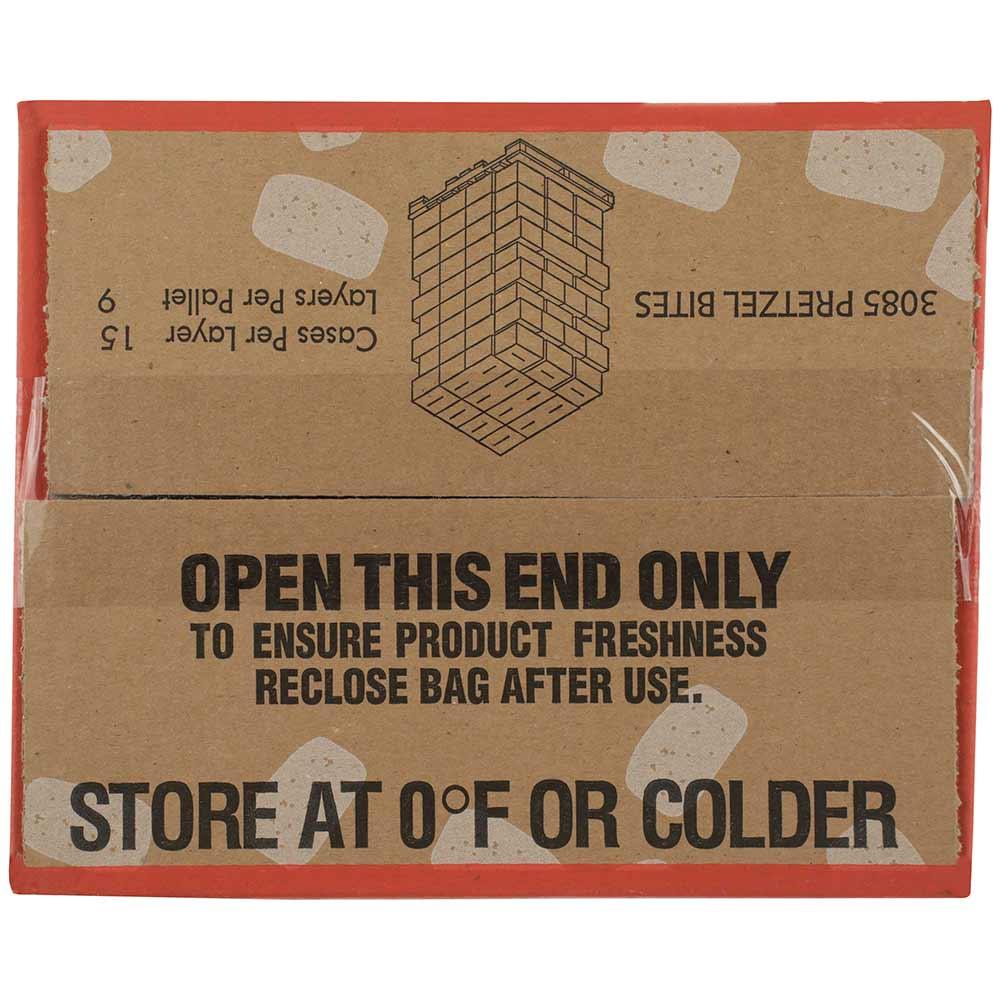 3085 PRETZEL BITES
Cases Per Layer 15
Layers Per Pallet 9
OPEN THIS END ONLY
TO ENSURE PRODUCT FRESHNESS
RECLOSE BAG AFTER USE.
STORE AT 0°F OR COLDER